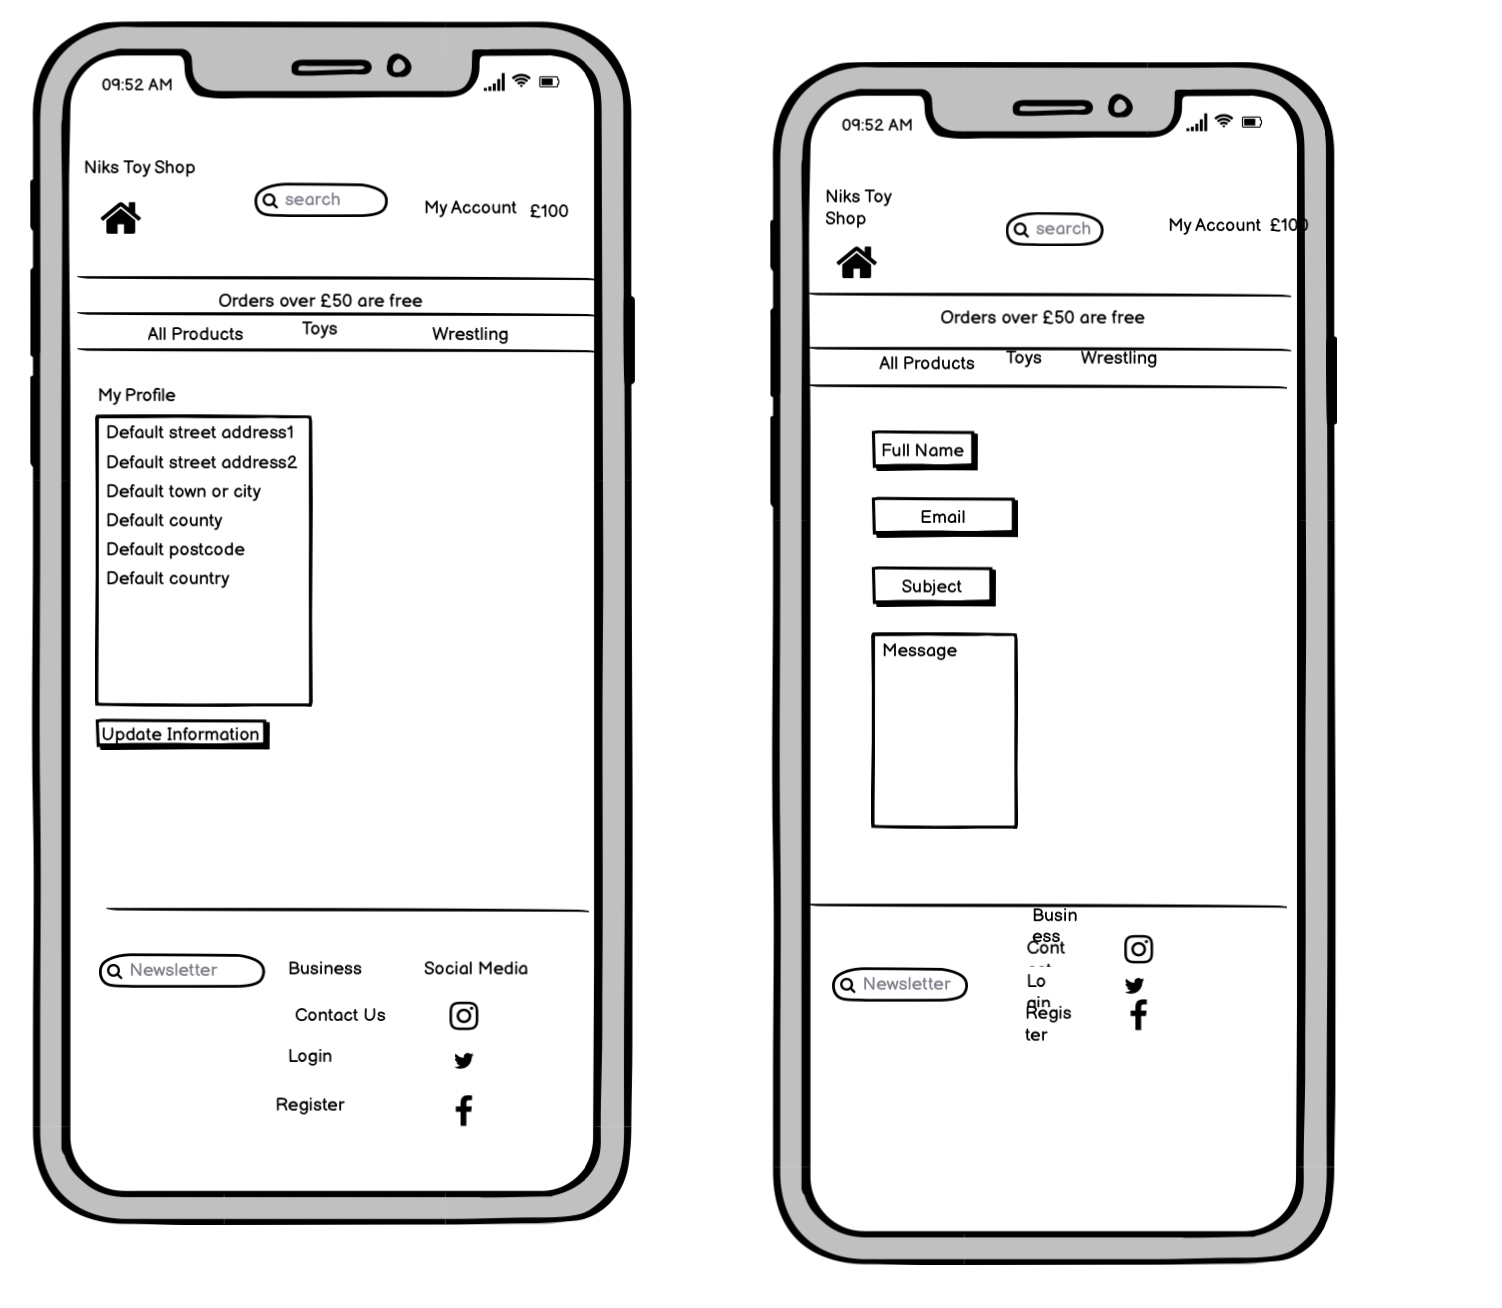 09:52 AM
Niks Toy Shop
search
My Account £100
Orders over £50 are free
All Products Toys Wrestling
My Profile
Default street address1
Default street address2
Default town or city
Default county
Default postcode
Default country
Update Information
Newsletter Business Social Media
Contact Us
Login
Register
09:52 AM
Niks Toy
Shop
search
My Account £100
Orders over £50 are free
All Products Toys Wrestling
Full Name
Email
Subject
Message
Newsletter
Busin
ess
Cont
Lo
gin
Regis
ter